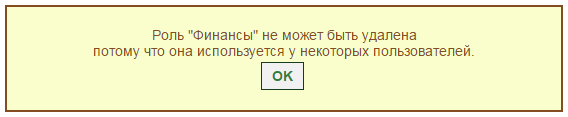 Роль "Финансы" не может быть удалена
потому что она используется у некоторых пользователей.
OK